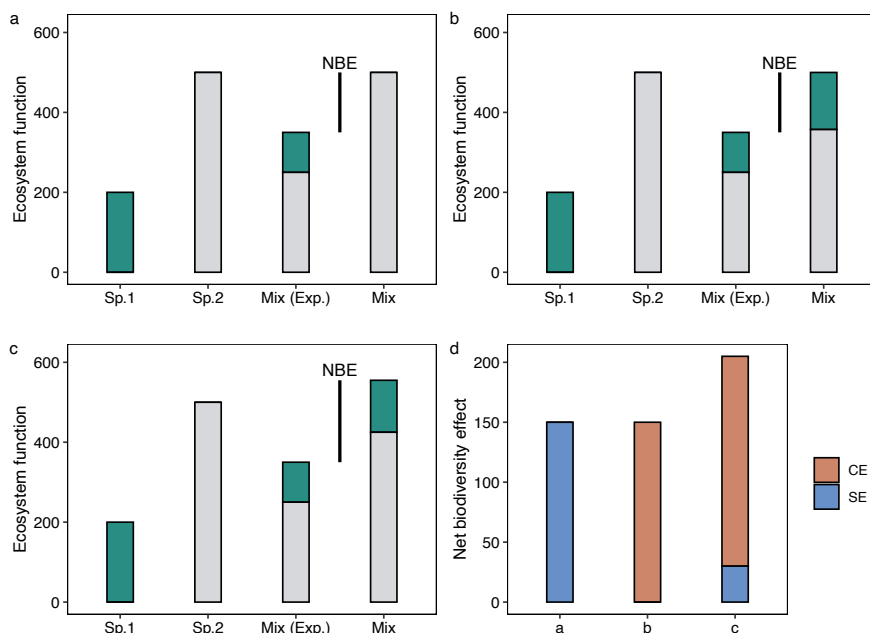 a
600
400
200
0
Ecosystem function
NBE
Sp.1 Sp.2 Mix (Exp.) Mix
b
600
400
200
0
Ecosystem function
NBE
Sp.1 Sp.2 Mix (Exp.) Mix
c
600
400
200
0
Ecosystem function
NBE
Sp.1 Sp.2 Mix (Exp.) Mix
d
200
150
100
50
0
Net biodiversity effect
a b c
CE
SE